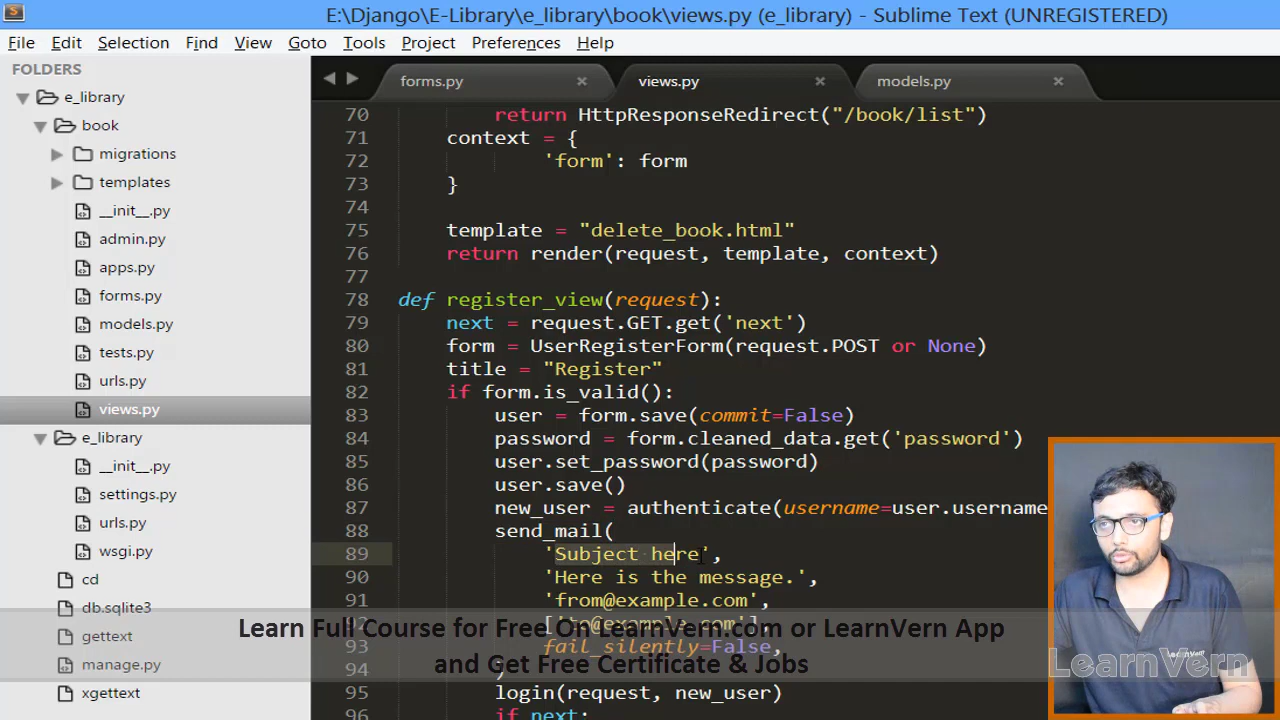 E:\Django\E-Library\e_library\book\views.py (e_library) - Sublime Text (UNREGISTERED)
File Edit Selection Find View Goto Tools Project Preferences Help
FOLDERS
e_library
book
migrations
templates
__init__.py
admin.py
apps.py
forms.py
models.py
tests.py
urls.py
views.py
e_library
__init__.py
settings.py
urls.py
wsgi.py
cd
db.sqlite3
gettext
manage.py
xgettext
forms.py × views.py × models.py ×
70 return HttpResponseRedirect("/book/list")
71 context = {
72 'form': form
73 }
74
75 template = "delete_book.html"
76 return render(request, template, context)
77
78 def register_view(request):
79 next = request.GET.get('next')
80 form = UserRegisterForm(request.POST or None)
81 title = "Register"
82 if form.is_valid():
83 user = form.save(commit=False)
84 password = form.cleaned_data.get('password')
85 user.set_password(password)
86 user.save()
87 new_user = authenticate(username=user.username
88 send_mail(
89 'Subject here',
90 'Here is the message.',
91 'from@example.com',
92 ['to@example.com'],
93 fail_silently=False,
94 )
95 login(request, new_user)
96 if next:
Learn Full Course for Free On LearnVern.com or LearnVern App
and Get Free Certificate & Jobs
LearnVern